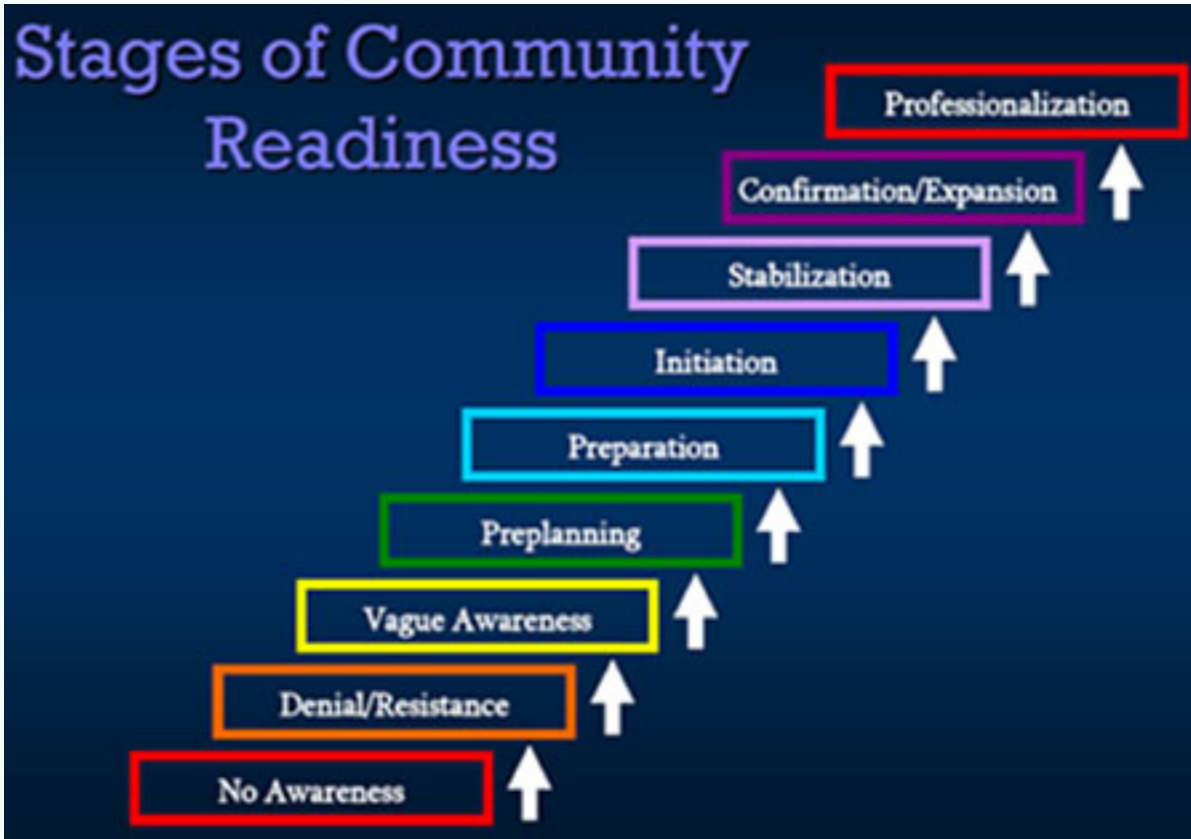 Stages of Community
Readiness
Professionalization
Confirmation/Expansion
Stabilization
Initiation
Preparation
Preplanning
Vague Awareness
Denial/Resistance
No Awareness